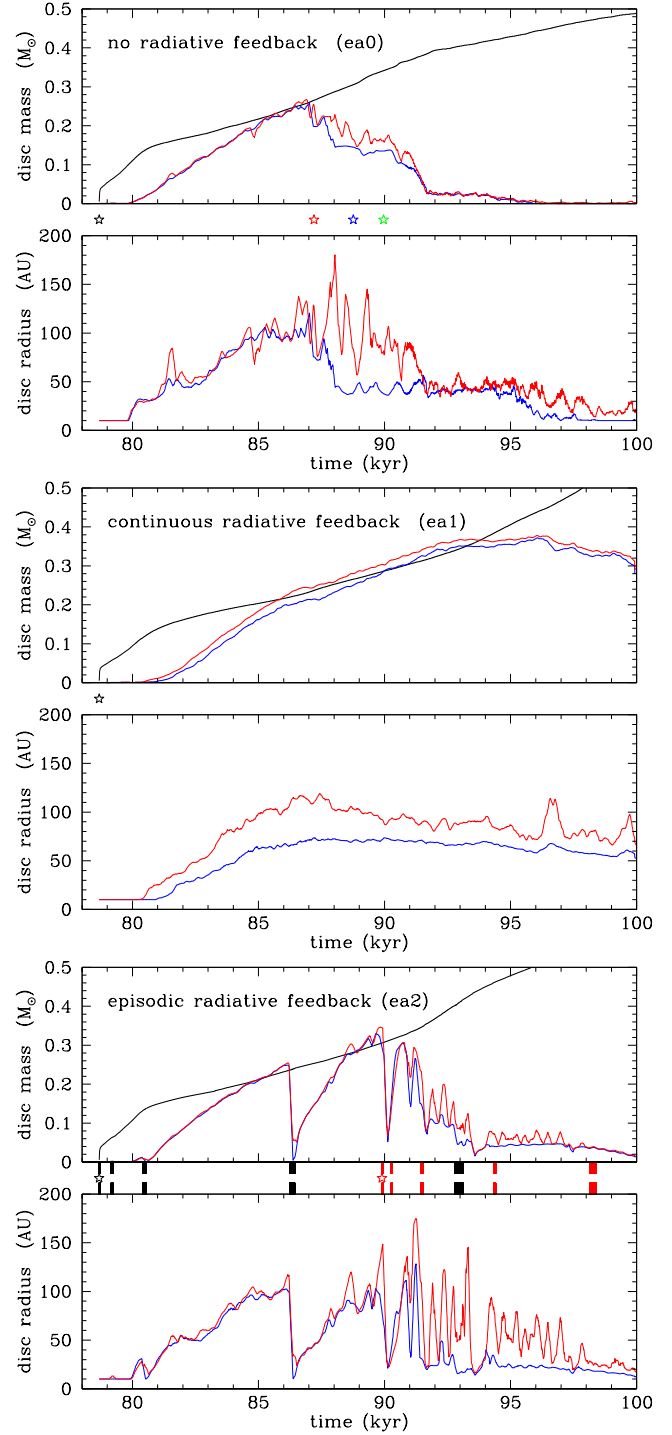 0.5
no radiative feedback (ea0)
0.4
0.3
0.2
0.1
0
disc mass (M⊙)
200
150
100
50
0
disc radius (AU)
80 85 90 95 100
time (kyr)
0.5
continuous radiative feedback (ea1)
0.4
0.3
0.2
0.1
0
disc mass (M⊙)
200
150
100
50
0
disc radius (AU)
80 85 90 95 100
time (kyr)
0.5
episodic radiative feedback (ea2)
0.4
0.3
0.2
0.1
0
disc mass (M⊙)
200
150
100
50
0
disc radius (AU)
80 85 90 95 100
time (kyr)